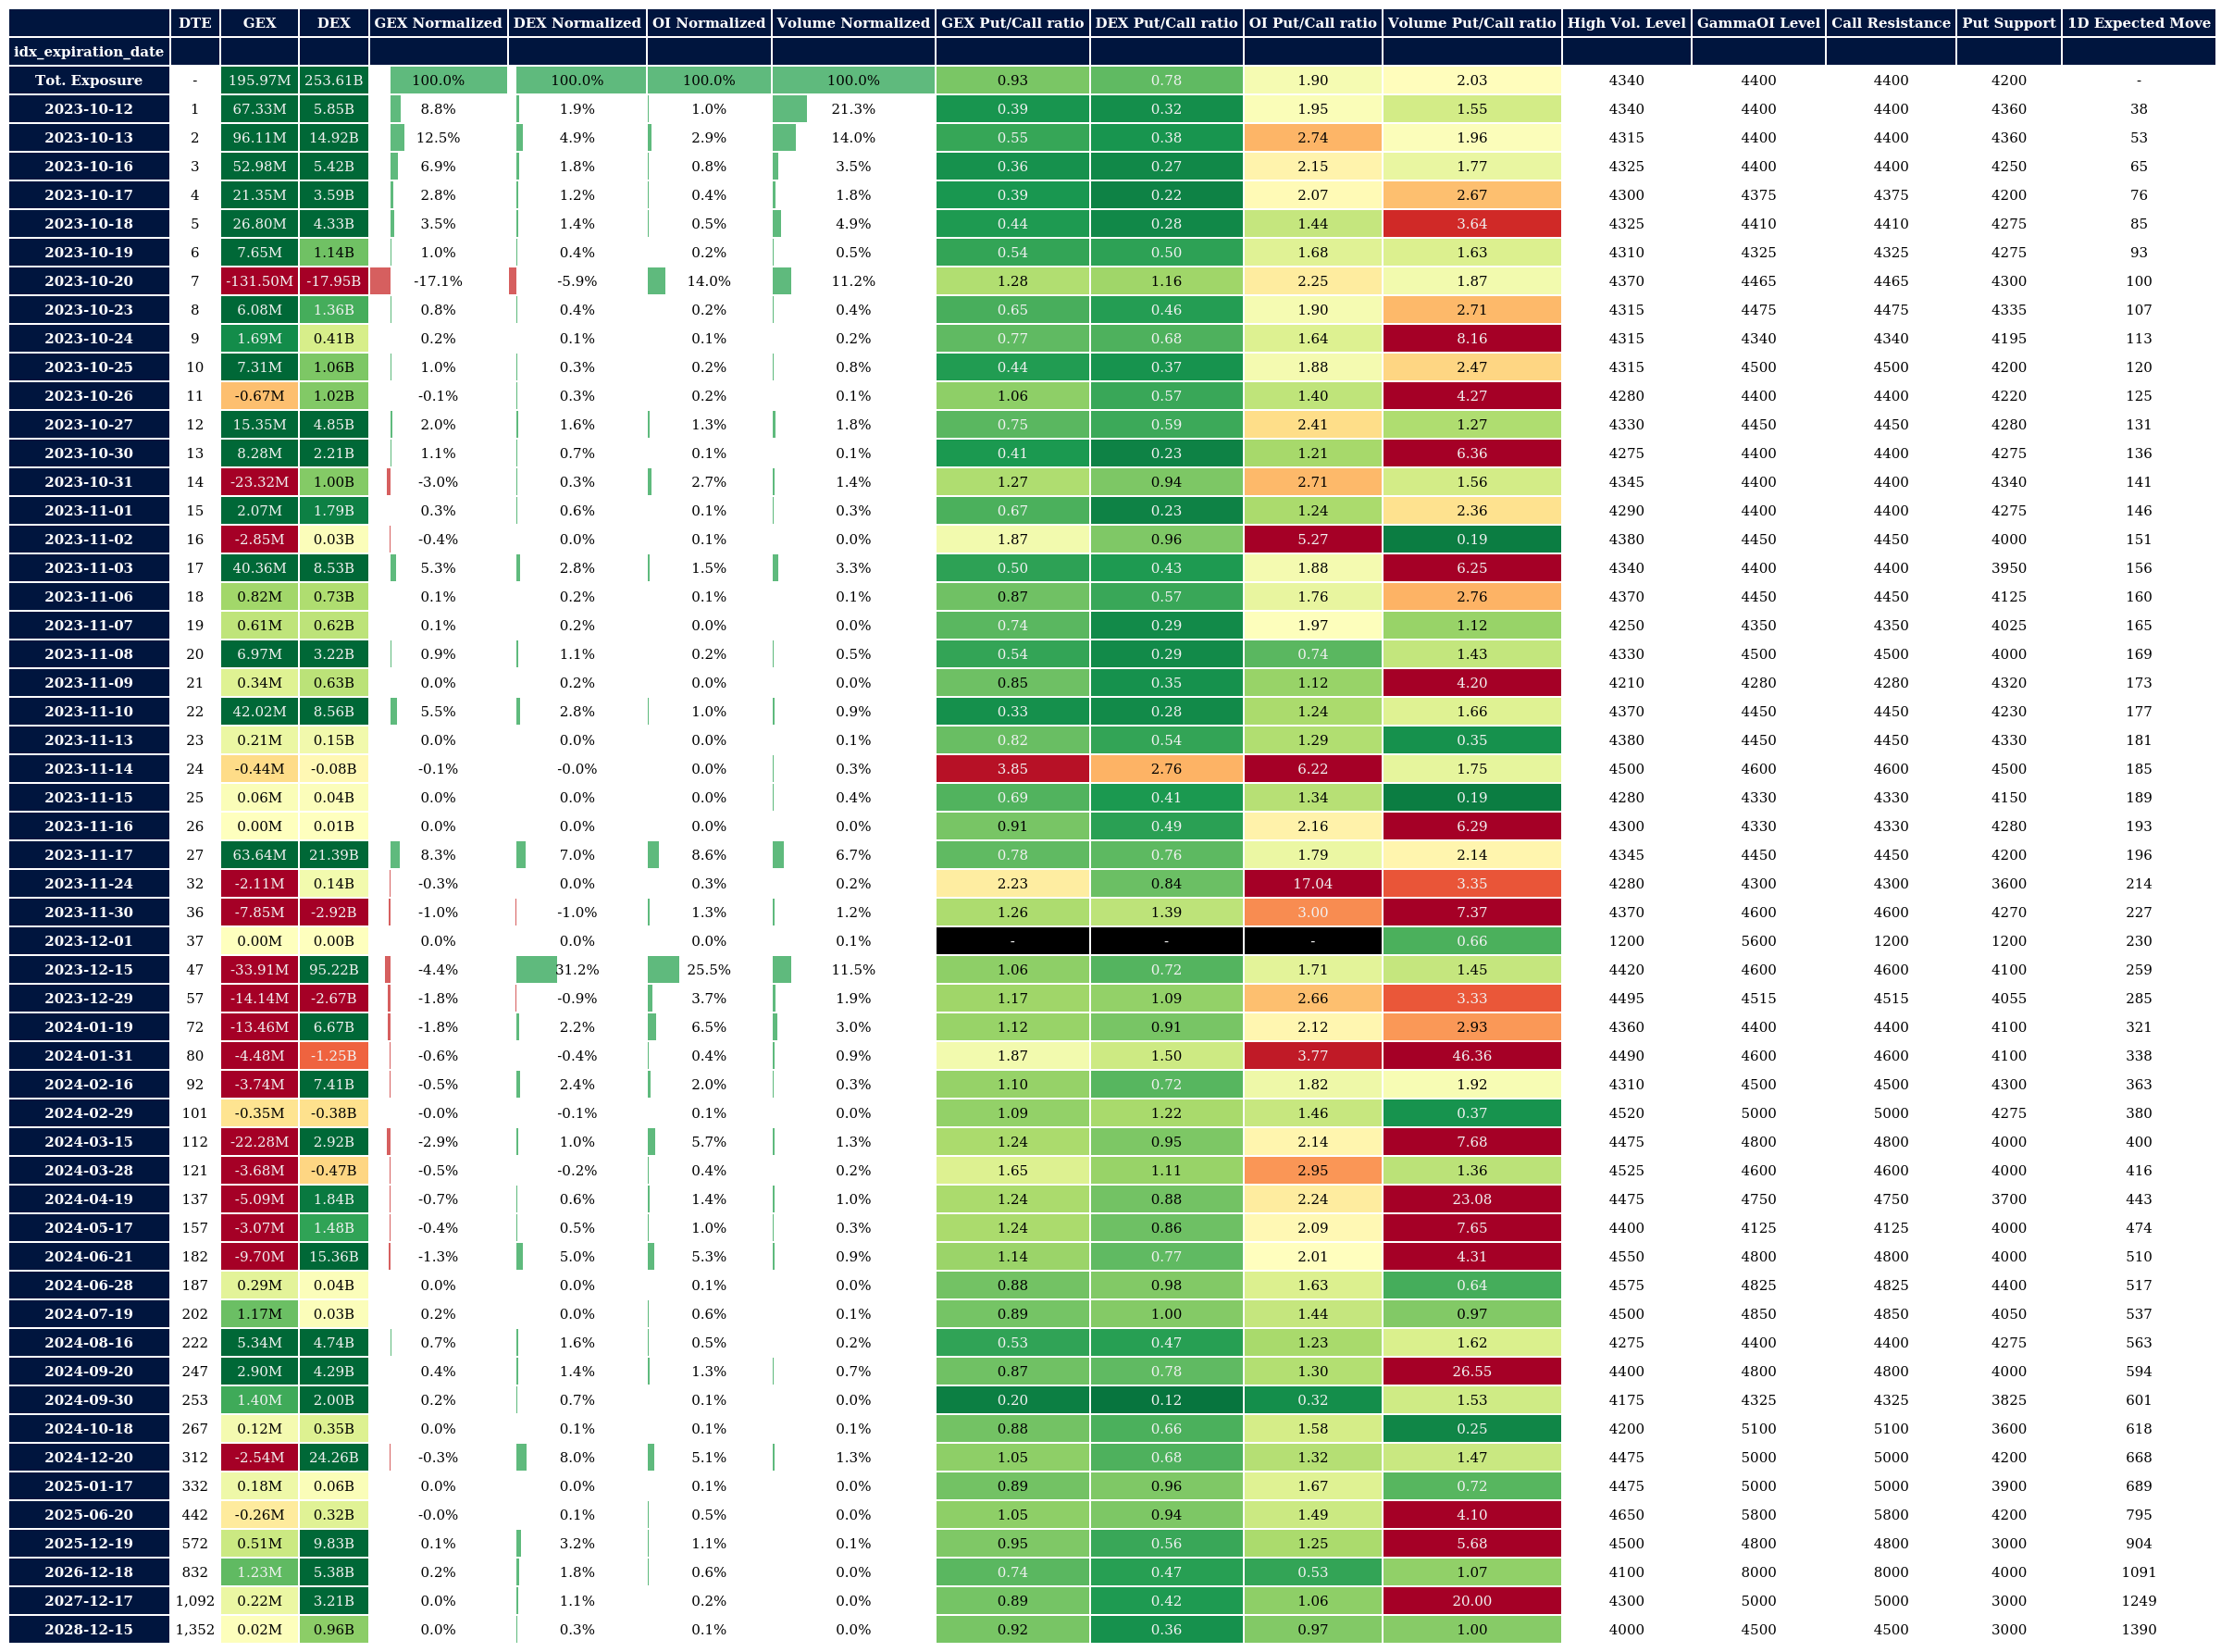 DTE GEX DEX GEX Normalized DEX Normalized OI Normalized Volume Normalized GEX Put/Call ratio DEX Put/Call ratio OI Put/Call ratio Volume Put/Call ratio High Vol. Level GammaOI Level Call Resistance Put Support 1D Expected Move
idx_expiration_date
Tot. Exposure - 195.97M 253.61B 100.0% 100.0% 100.0% 100.0% 0.93 0.78 1.90 2.03 4340 4400 4400 4200 -
2023-10-12 1 67.33M 5.85B 8.8% 1.9% 1.0% 21.3% 0.39 0.32 1.95 1.55 4340 4400 4400 4360 38
2023-10-13 2 96.11M 14.92B 12.5% 4.9% 2.9% 14.0% 0.55 0.38 2.74 1.96 4315 4400 4400 4360 53
2023-10-16 3 52.98M 5.42B 6.9% 1.8% 0.8% 3.5% 0.36 0.27 2.15 1.77 4325 4400 4400 4250 65
2023-10-17 4 21.35M 3.59B 2.8% 1.2% 0.4% 1.8% 0.39 0.22 2.07 2.67 4300 4375 4375 4200 76
2023-10-18 5 26.80M 4.33B 3.5% 1.4% 0.5% 4.9% 0.44 0.28 1.44 3.64 4325 4410 4410 4275 85
2023-10-19 6 7.65M 1.14B 1.0% 0.4% 0.2% 0.5% 0.54 0.50 1.68 1.63 4310 4325 4325 4275 93
2023-10-20 7 -131.50M -17.95B -17.1% -5.9% 14.0% 11.2% 1.28 1.16 2.25 1.87 4370 4465 4465 4300 100
2023-10-23 8 6.08M 1.36B 0.8% 0.4% 0.2% 0.4% 0.65 0.46 1.90 2.71 4315 4475 4475 4335 107
2023-10-24 9 1.69M 0.41B 0.2% 0.1% 0.1% 0.2% 0.77 0.68 1.64 8.16 4315 4340 4340 4195 113
2023-10-25 10 7.31M 1.06B 1.0% 0.3% 0.2% 0.8% 0.44 0.37 1.88 2.47 4315 4500 4500 4200 120
2023-10-26 11 -0.67M 1.02B -0.1% 0.3% 0.2% 0.1% 1.06 0.57 1.40 4.27 4280 4400 4400 4220 125
2023-10-27 12 15.35M 4.85B 2.0% 1.6% 1.3% 1.8% 0.75 0.59 2.41 1.27 4330 4450 4450 4280 131
2023-10-30 13 8.28M 2.21B 1.1% 0.7% 0.1% 0.1% 0.41 0.23 1.21 6.36 4275 4400 4400 4275 136
2023-10-31 14 -23.32M 1.00B -3.0% 0.3% 2.7% 1.4% 1.27 0.94 2.71 1.56 4345 4400 4400 4340 141
2023-11-01 15 2.07M 1.79B 0.3% 0.6% 0.1% 0.3% 0.67 0.23 1.24 2.36 4290 4400 4400 4275 146
2023-11-02 16 -2.85M 0.03B -0.4% 0.0% 0.1% 0.0% 1.87 0.96 5.27 0.19 4380 4450 4450 4000 151
2023-11-03 17 40.36M 8.53B 5.3% 2.8% 1.5% 3.3% 0.50 0.43 1.88 6.25 4340 4400 4400 3950 156
2023-11-06 18 0.82M 0.73B 0.1% 0.2% 0.1% 0.1% 0.87 0.57 1.76 2.76 4370 4450 4450 4125 160
2023-11-07 19 0.61M 0.62B 0.1% 0.2% 0.0% 0.0% 0.74 0.29 1.97 1.12 4250 4350 4350 4025 165
2023-11-08 20 6.97M 3.22B 0.9% 1.1% 0.2% 0.5% 0.54 0.29 0.74 1.43 4330 4500 4500 4000 169
2023-11-09 21 0.34M 0.63B 0.0% 0.2% 0.0% 0.0% 0.85 0.35 1.12 4.20 4210 4280 4280 4320 173
2023-11-10 22 42.02M 8.56B 5.5% 2.8% 1.0% 0.9% 0.33 0.28 1.24 1.66 4370 4450 4450 4230 177
2023-11-13 23 0.21M 0.15B 0.0% 0.0% 0.0% 0.1% 0.82 0.54 1.29 0.35 4380 4450 4450 4330 181
2023-11-14 24 -0.44M -0.08B -0.1% -0.0% 0.0% 0.3% 3.85 2.76 6.22 1.75 4500 4600 4600 4500 185
2023-11-15 25 0.06M 0.04B 0.0% 0.0% 0.0% 0.4% 0.69 0.41 1.34 0.19 4280 4330 4330 4150 189
2023-11-16 26 0.00M 0.01B 0.0% 0.0% 0.0% 0.0% 0.91 0.49 2.16 6.29 4300 4330 4330 4280 193
2023-11-17 27 63.64M 21.39B 8.3% 7.0% 8.6% 6.7% 0.78 0.76 1.79 2.14 4345 4450 4450 4200 196
2023-11-24 32 -2.11M 0.14B -0.3% 0.0% 0.3% 0.2% 2.23 0.84 17.04 3.35 4280 4300 4300 3600 214
2023-11-30 36 -7.85M -2.92B -1.0% -1.0% 1.3% 1.2% 1.26 1.39 3.00 7.37 4370 4600 4600 4270 227
2023-12-01 37 0.00M 0.00B 0.0% 0.0% 0.0% 0.1% - - - 0.66 1200 5600 1200 1200 230
2023-12-15 47 -33.91M 95.22B -4.4% 31.2% 25.5% 11.5% 1.06 0.72 1.71 1.45 4420 4600 4600 4100 259
2023-12-29 57 -14.14M -2.67B -1.8% -0.9% 3.7% 1.9% 1.17 1.09 2.66 3.33 4495 4515 4515 4055 285
2024-01-19 72 -13.46M 6.67B -1.8% 2.2% 6.5% 3.0% 1.12 0.91 2.12 2.93 4360 4400 4400 4100 321
2024-01-31 80 -4.48M -1.25B -0.6% -0.4% 0.4% 0.9% 1.87 1.50 3.77 46.36 4490 4600 4600 4100 338
2024-02-16 92 -3.74M 7.41B -0.5% 2.4% 2.0% 0.3% 1.10 0.72 1.82 1.92 4310 4500 4500 4300 363
2024-02-29 101 -0.35M -0.38B -0.0% -0.1% 0.1% 0.0% 1.09 1.22 1.46 0.37 4520 5000 5000 4275 380
2024-03-15 112 -22.28M 2.92B -2.9% 1.0% 5.7% 1.3% 1.24 0.95 2.14 7.68 4475 4800 4800 4000 400
2024-03-28 121 -3.68M -0.47B -0.5% -0.2% 0.4% 0.2% 1.65 1.11 2.95 1.36 4525 4600 4600 4000 416
2024-04-19 137 -5.09M 1.84B -0.7% 0.6% 1.4% 1.0% 1.24 0.88 2.24 23.08 4475 4750 4750 3700 443
2024-05-17 157 -3.07M 1.48B -0.4% 0.5% 1.0% 0.3% 1.24 0.86 2.09 7.65 4400 4125 4125 4000 474
2024-06-21 182 -9.70M 15.36B -1.3% 5.0% 5.3% 0.9% 1.14 0.77 2.01 4.31 4550 4800 4800 4000 510
2024-06-28 187 0.29M 0.04B 0.0% 0.0% 0.1% 0.0% 0.88 0.98 1.63 0.64 4575 4825 4825 4400 517
2024-07-19 202 1.17M 0.03B 0.2% 0.0% 0.6% 0.1% 0.89 1.00 1.44 0.97 4500 4850 4850 4050 537
2024-08-16 222 5.34M 4.74B 0.7% 1.6% 0.5% 0.2% 0.53 0.47 1.23 1.62 4275 4400 4400 4275 563
2024-09-20 247 2.90M 4.29B 0.4% 1.4% 1.3% 0.7% 0.87 0.78 1.30 26.55 4400 4800 4800 4000 594
2024-09-30 253 1.40M 2.00B 0.2% 0.7% 0.1% 0.0% 0.20 0.12 0.32 1.53 4175 4325 4325 3825 601
2024-10-18 267 0.12M 0.35B 0.0% 0.1% 0.1% 0.1% 0.88 0.66 1.58 0.25 4200 5100 5100 3600 618
2024-12-20 312 -2.54M 24.26B -0.3% 8.0% 5.1% 1.3% 1.05 0.68 1.32 1.47 4475 5000 5000 4200 668
2025-01-17 332 0.18M 0.06B 0.0% 0.0% 0.1% 0.0% 0.89 0.96 1.67 0.72 4475 5000 5000 3900 689
2025-06-20 442 -0.26M 0.32B -0.0% 0.1% 0.5% 0.0% 1.05 0.94 1.49 4.10 4650 5800 5800 4200 795
2025-12-19 572 0.51M 9.83B 0.1% 3.2% 1.1% 0.1% 0.95 0.56 1.25 5.68 4500 4800 4800 3000 904
2026-12-18 832 1.23M 5.38B 0.2% 1.8% 0.6% 0.0% 0.74 0.47 0.53 1.07 4100 8000 8000 4000 1091
2027-12-17 1,092 0.22M 3.21B 0.0% 1.1% 0.2% 0.0% 0.89 0.42 1.06 20.00 4300 5000 5000 3000 1249
2028-12-15 1,352 0.02M 0.96B 0.0% 0.3% 0.1% 0.0% 0.92 0.36 0.97 1.00 4000 4500 4500 3000 1390